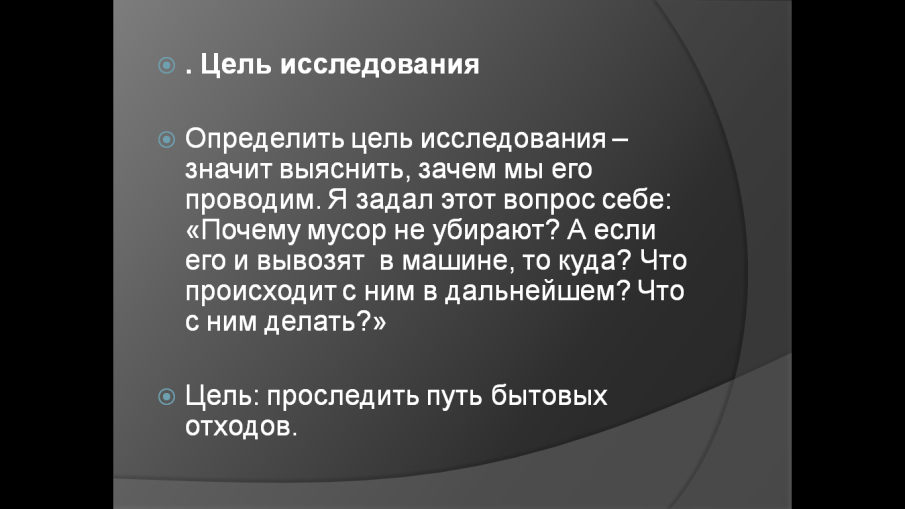 . Цель исследования
Определить цель исследования –
значит выяснить, зачем мы его
проводим. Я задал этот вопрос себе:
«Почему мусор не убирают? А если
его и вывозят  в машине, то куда? Что
происходит с ним в дальнейшем? Что
с ним делать?»
Цель: проследить путь бытовых
отходов.